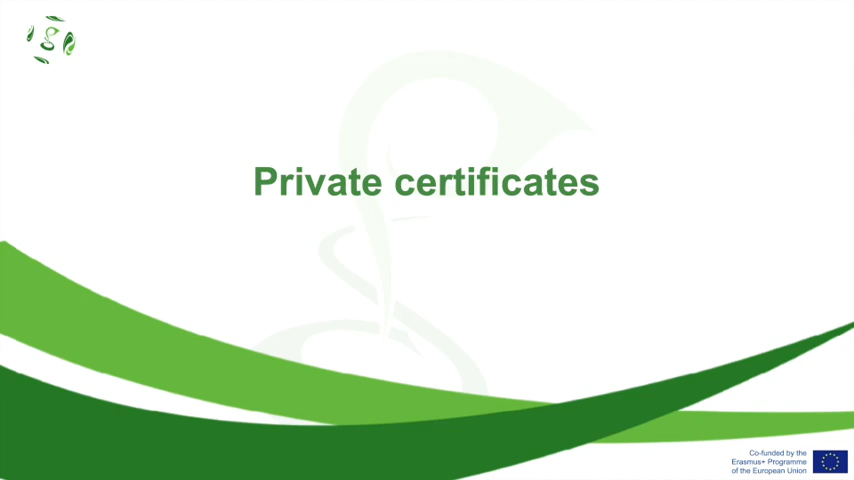 Private certificates
Co-funded by the
Erasmus+ Programme
of the European Union